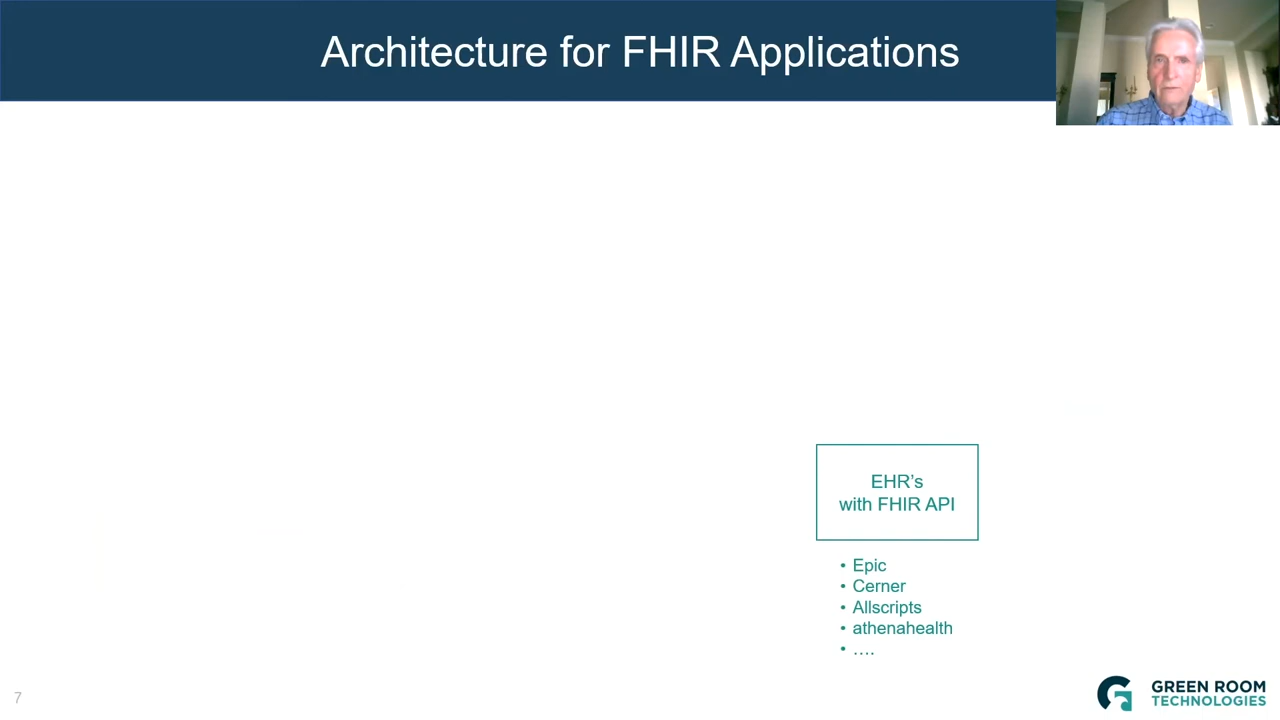 Architecture for FHIR Applications
EHR's
with FHIR API
• Epic
• Cerner
• Allscripts
• athenahealth
• ....
7
GREEN ROOM
TECHNOLOGIES